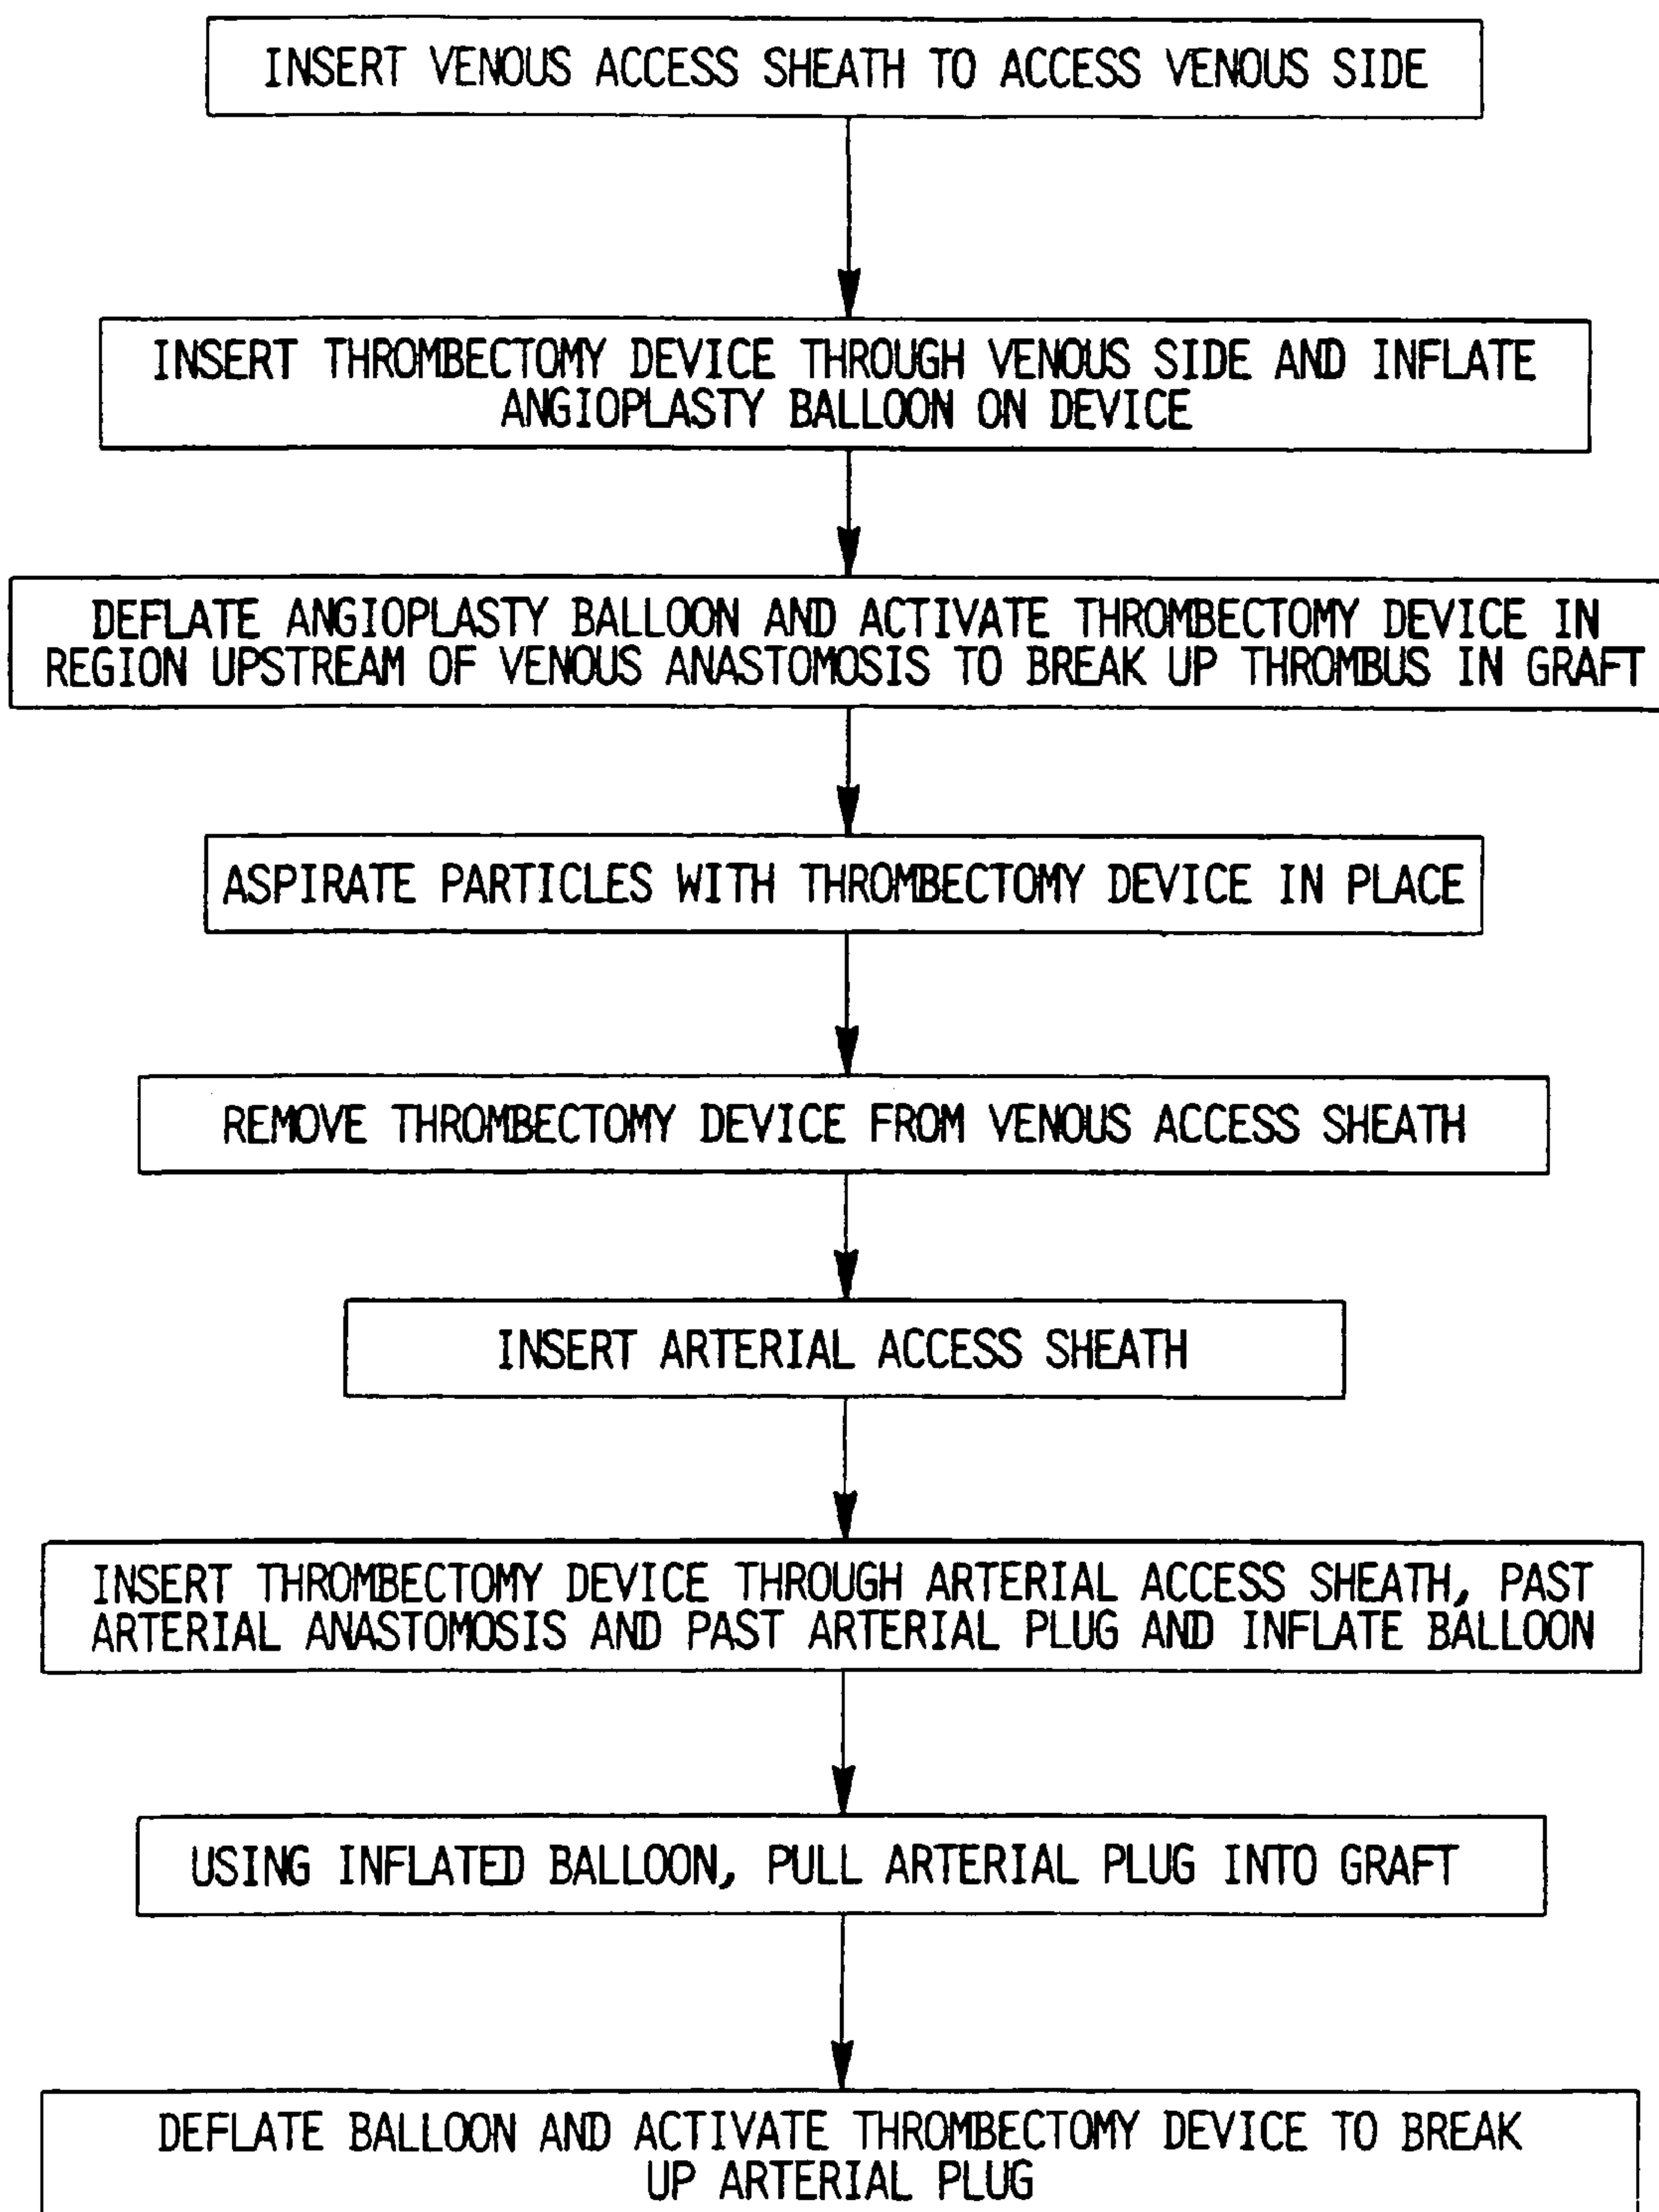 INSERT VENOUS ACCESS SHEATH TO ACCESS VENOUS SIDE
INSERT THROMBECTOMY DEVICE THROUGH VENOUS SIDE AND INFLATE
ANGIOPLASTY BALLOON ON DEVICE
DEFLATE ANGIOPLASTY BALLOON AND ACTIVATE THROMBECTOMY DEVICE IN
REGION UPSTREAM OF VENOUS ANASTOMOSIS TO BREAK UP THROMBUS IN GRAFT
ASPIRATE PARTICLES WITH THROMBECTOMY DEVICE IN PLACE
REMOVE THROMBECTOMY DEVICE FROM VENOUS ACCESS SHEATH
INSERT ARTERIAL ACCESS SHEATH
INSERT THROMBECTOMY DEVICE THROUGH ARTERIAL ACCESS SHEATH, PAST
ARTERIAL ANASTOMOSIS AND PAST ARTERIAL PLUG AND INFLATE BALLOON
USING INFLATED BALLOON, PULL ARTERIAL PLUG INTO GRAFT
DEFLATE BALLOON AND ACTIVATE THROMBECTOMY DEVICE TO BREAK
UP ARTERIAL PLUG